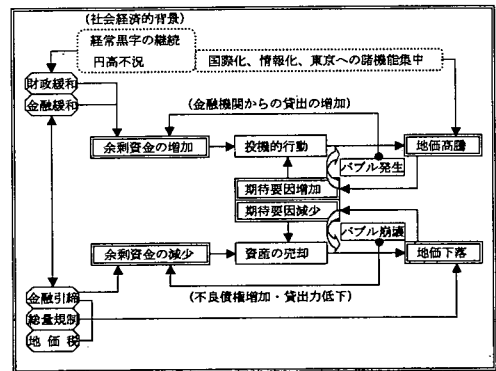 (社会経済的背景)
経常黒字の継続
円高不況
国際化、情報化、東京への諸機能集中
財政緩和
金融緩和
(金融機関からの貸出の増加)
余剰資金の増加
投機的行動
地価高騰
バブル発生
期待要因増加
期待要因減少
バブル崩壊
余剰資金の減少
資産の売却
地価下落
金融引締
(不良債権増加・貸出力低下)
総量規制
地価税